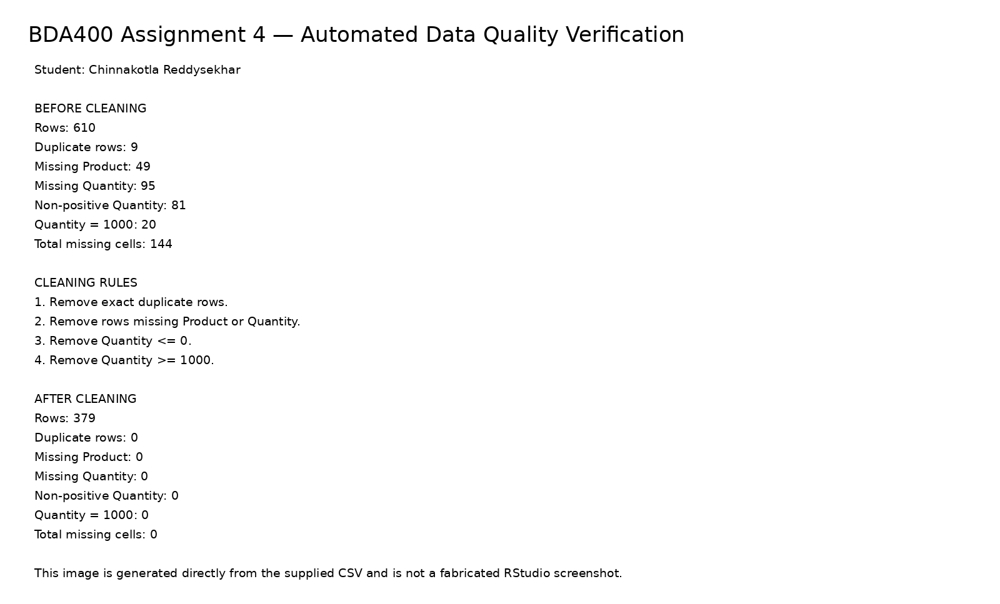 BDA400 Assignment 4 — Automated Data Quality Verification
Student: Chinnakotla Reddysekhar
BEFORE CLEANING
Rows: 610
Duplicate rows: 9
Missing Product: 49
Missing Quantity: 95
Non-positive Quantity: 81
Quantity = 1000: 20
Total missing cells: 144
CLEANING RULES
1. Remove exact duplicate rows.
2. Remove rows missing Product or Quantity.
3. Remove Quantity <= 0.
4. Remove Quantity >= 1000.
AFTER CLEANING
Rows: 379
Duplicate rows: 0
Missing Product: 0
Missing Quantity: 0
Non-positive Quantity: 0
Quantity = 1000: 0
Total missing cells: 0
This image is generated directly from the supplied CSV and is not a fabricated RStudio screenshot.